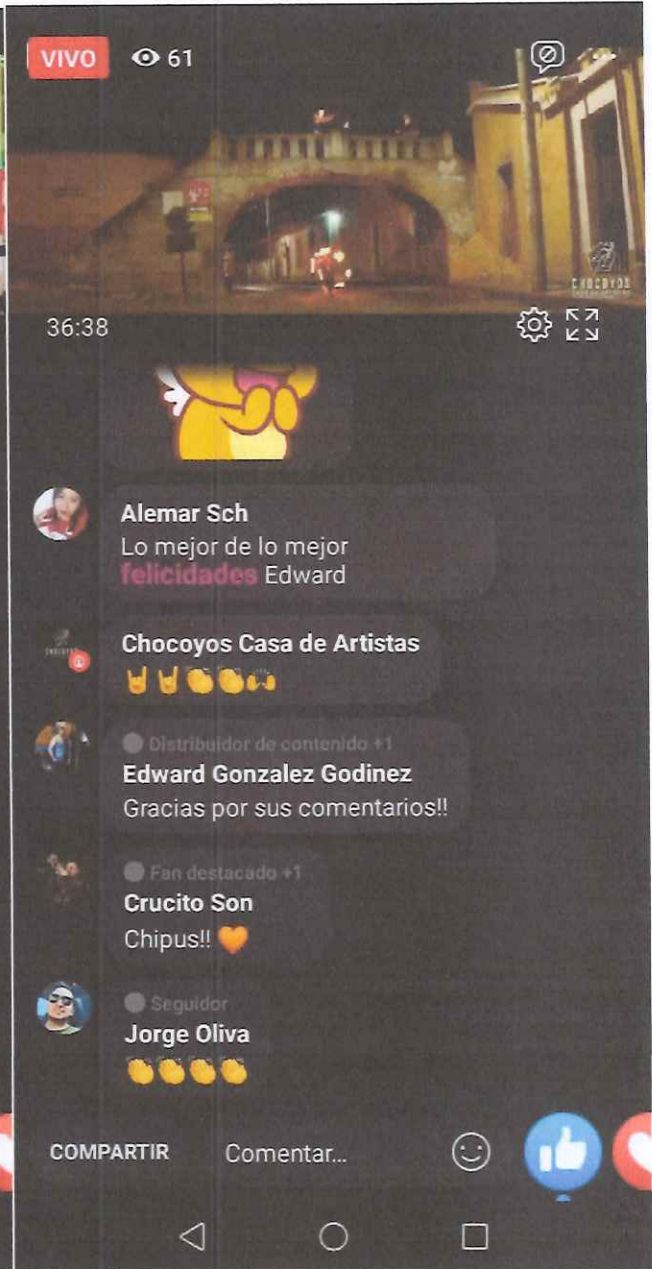 VIVO 61
CHOCOYOS
36:38
Alemar Sch
Lo mejor de lo mejor
felicidades Edward
Chocoyos Casa de Artistas
Distribuidor de contenido +1
Edward Gonzalez Godinez
Gracias por sus comentarios!!
Fan destacado +1
Crucito Son
Chipus!! 🧡
Seguidor
Jorge Oliva
COMPARTIR Comentar...